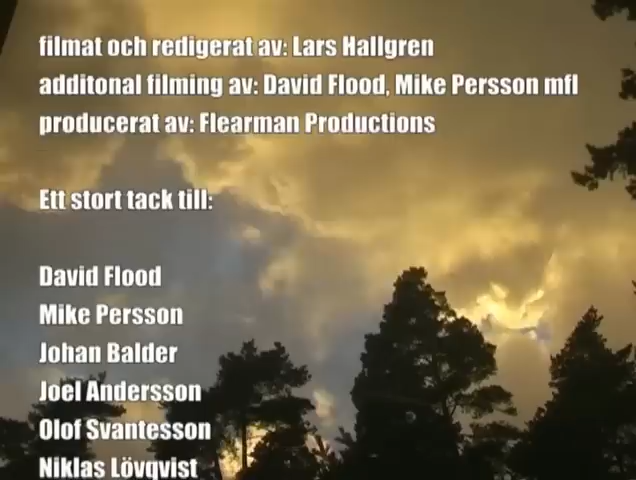 filmat och redigerat av: Lars Hallgren
additonal filming av: David Flood, Mike Persson mfl
producerat av: Flearman Productions
Ett stort tack till:
David Flood
Mike Persson
Johan Balder
Joel Andersson
Olof Svantesson
Niklas Lövqvist